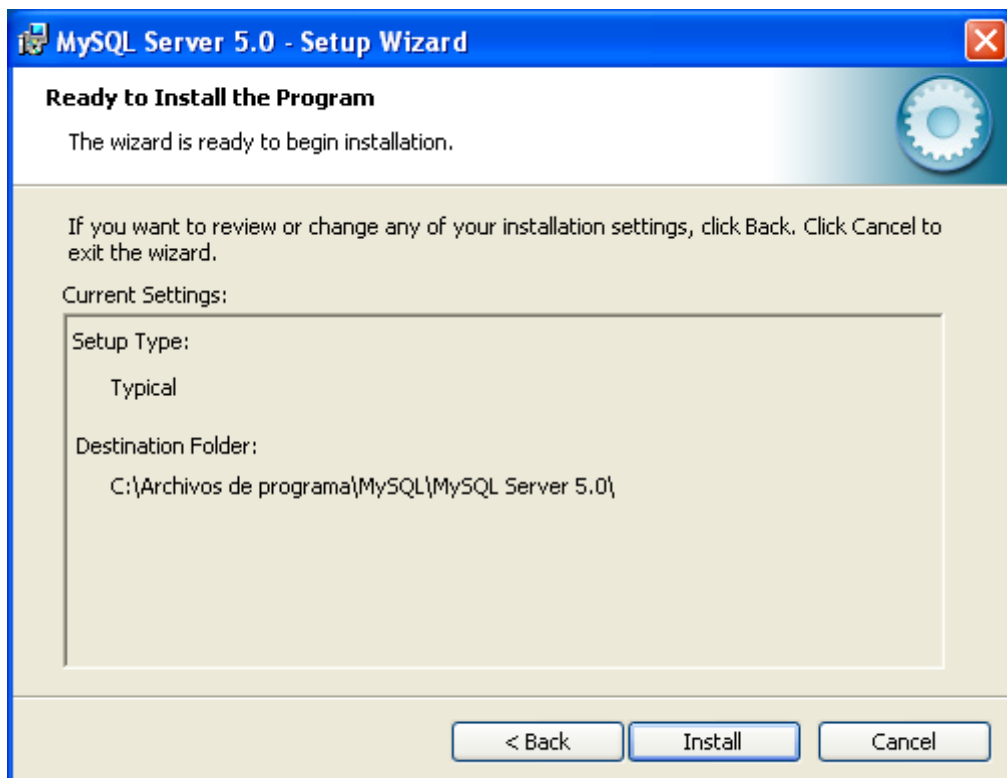 MySQL Server 5.0 - Setup Wizard
Ready to Install the Program
The wizard is ready to begin installation.
If you want to review or change any of your installation settings, click Back. Click Cancel to
exit the wizard.
Current Settings:
Setup Type:
Typical
Destination Folder:
C:\Archivos de programa\MySQL\MySQL Server 5.0\
< Back
Install
Cancel